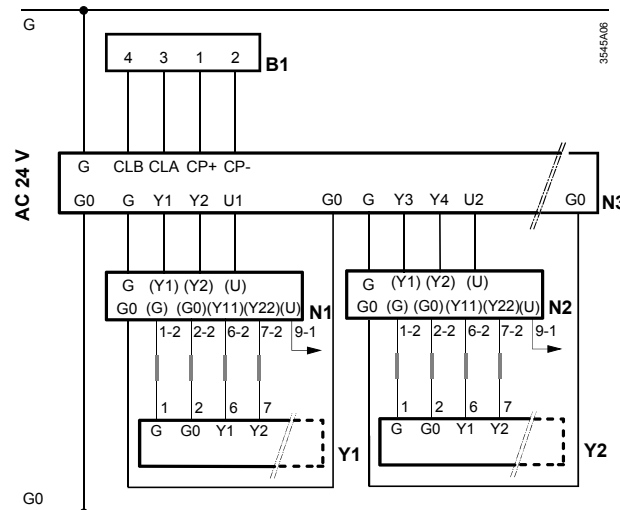 G
3545A06
4 3 1 2
B1
AC 24 V
G CLB CLA CP+ CP-
G0 G Y1 Y2 U1 G0 G Y3 Y4 U2 G0
N3
G (Y1) (Y2) (U)
G0 (G) (G0) (Y11) (Y22) (U)
N1
G (Y1) (Y2) (U)
G0 (G) (G0) (Y11) (Y22) (U)
N2
1-2 2-2 6-2 7-2 9-1
1-2 2-2 6-2 7-2 9-1
1 2 6 7
G G0 Y1 Y2
Y1
1 2 6 7
G G0 Y1 Y2
Y2
G0